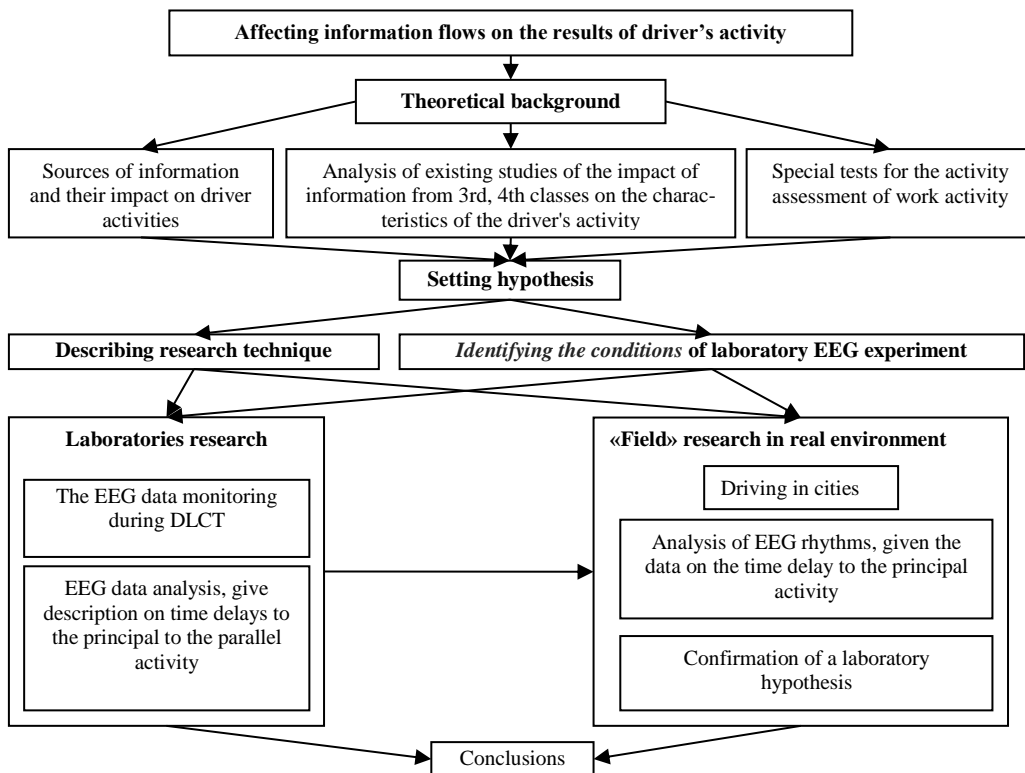 Affecting information flows on the results of driver's activity
Theoretical background
Sources of information
and their impact on driver
activities
Analysis of existing studies of the impact of
information from 3rd, 4th classes on the charac-
teristics of the driver's activity
Special tests for the activity
assessment of work activity
Setting hypothesis
Describing research technique
Identifying the conditions of laboratory EEG experiment
Laboratories research
The EEG data monitoring
during DLCT
EEG data analysis, give
description on time delays to
the principal to the parallel
activity
«Field» research in real environment
Driving in cities
Analysis of EEG rhythms, given the
data on the time delay to the principal
activity
Confirmation of a laboratory
hypothesis
Conclusions